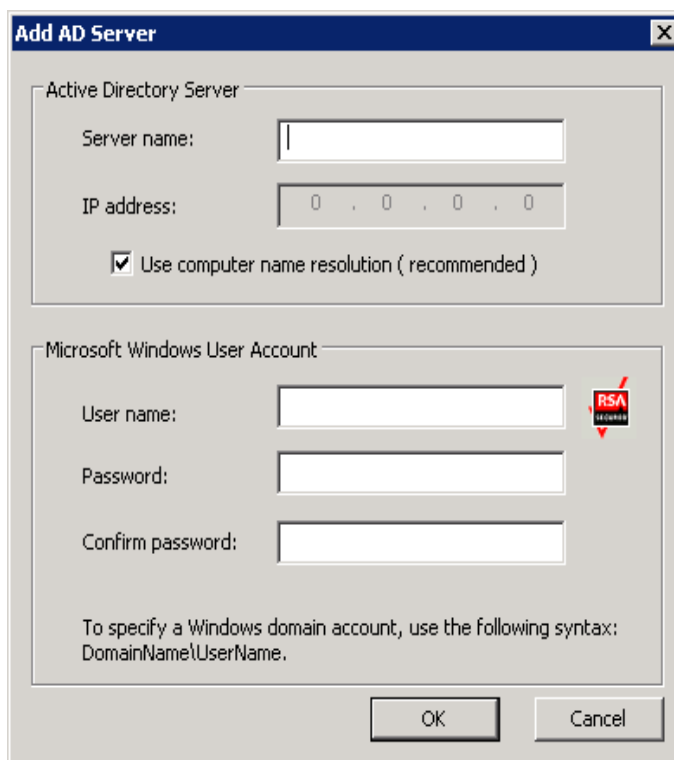 Add AD Server
Active Directory Server
Server name:
IP address:
0 . 0 . 0 . 0
Use computer name resolution ( recommended )
Microsoft Windows User Account
User name:
RSA
SECURED
Password:
Confirm password:
To specify a Windows domain account, use the following syntax:
DomainName\UserName.
OK
Cancel